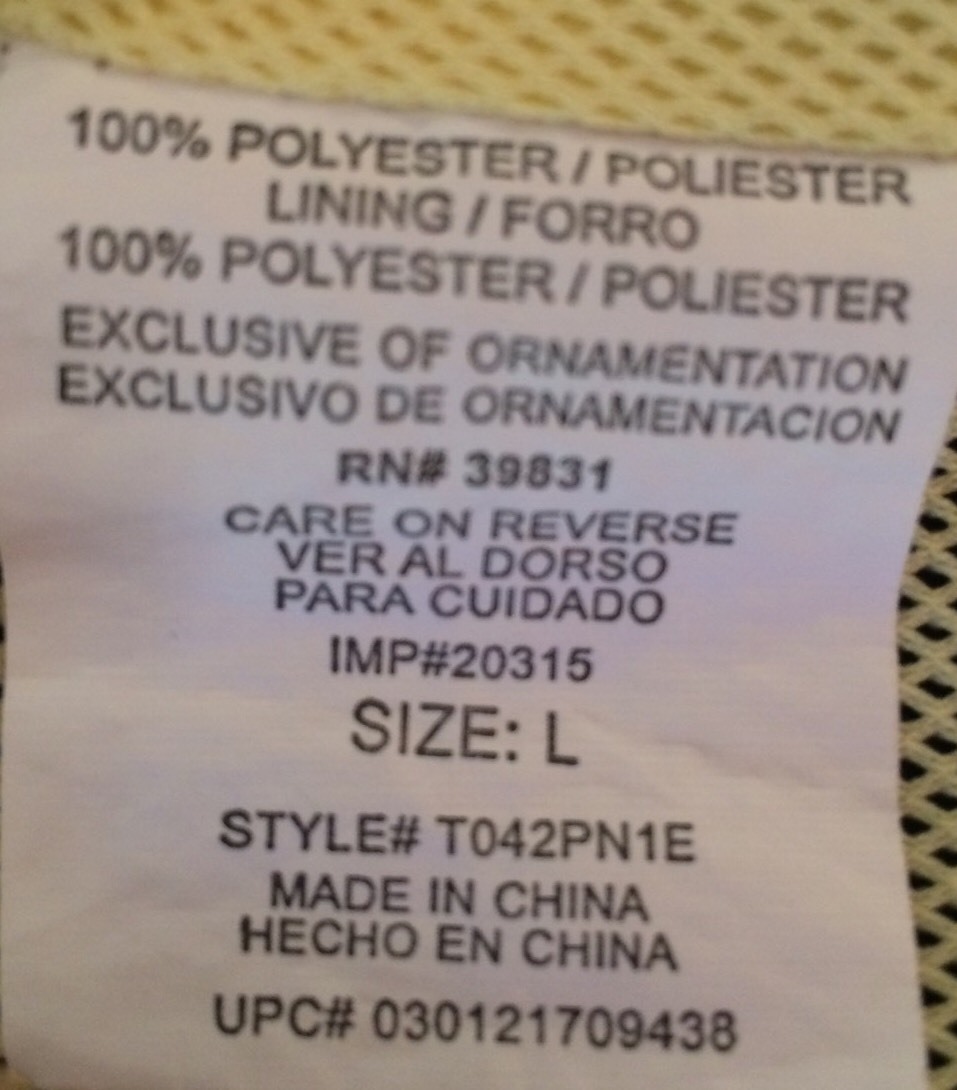 100% POLYESTER / POLIESTER
LINING / FORRO
100% POLYESTER / POLIESTER
EXCLUSIVE OF ORNAMENTATION
EXCLUSIVO DE ORNAMENTACION
RN# 39831
CARE ON REVERSE
VER AL DORSO
PARA CUIDADO
IMP#20315
SIZE: L
STYLE# T042PN1E
MADE IN CHINA
HECHO EN CHINA
UPC# 030121709438